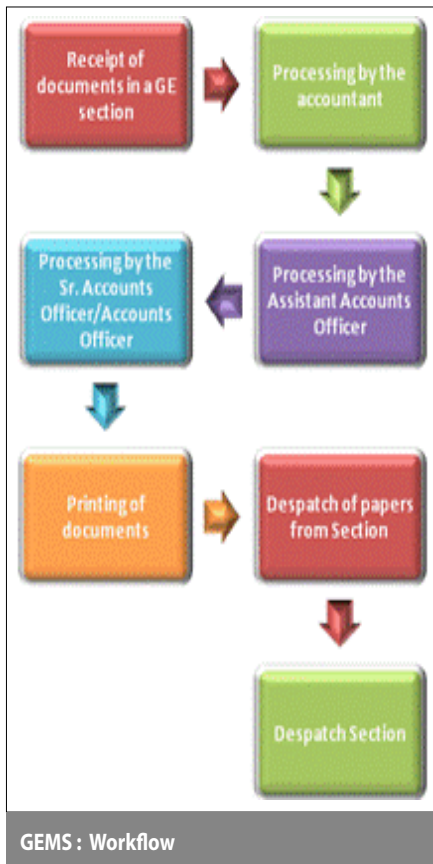 Receipt of
documents in a GE
section
Processing by the
accountant
Processing by the
Assistant Accounts
Officer
Processing by the
Sr. Accounts
Officer/Accounts
Officer
Printing of
documents
Despatch of papers
from Section
Despatch Section
GEMS : Workflow